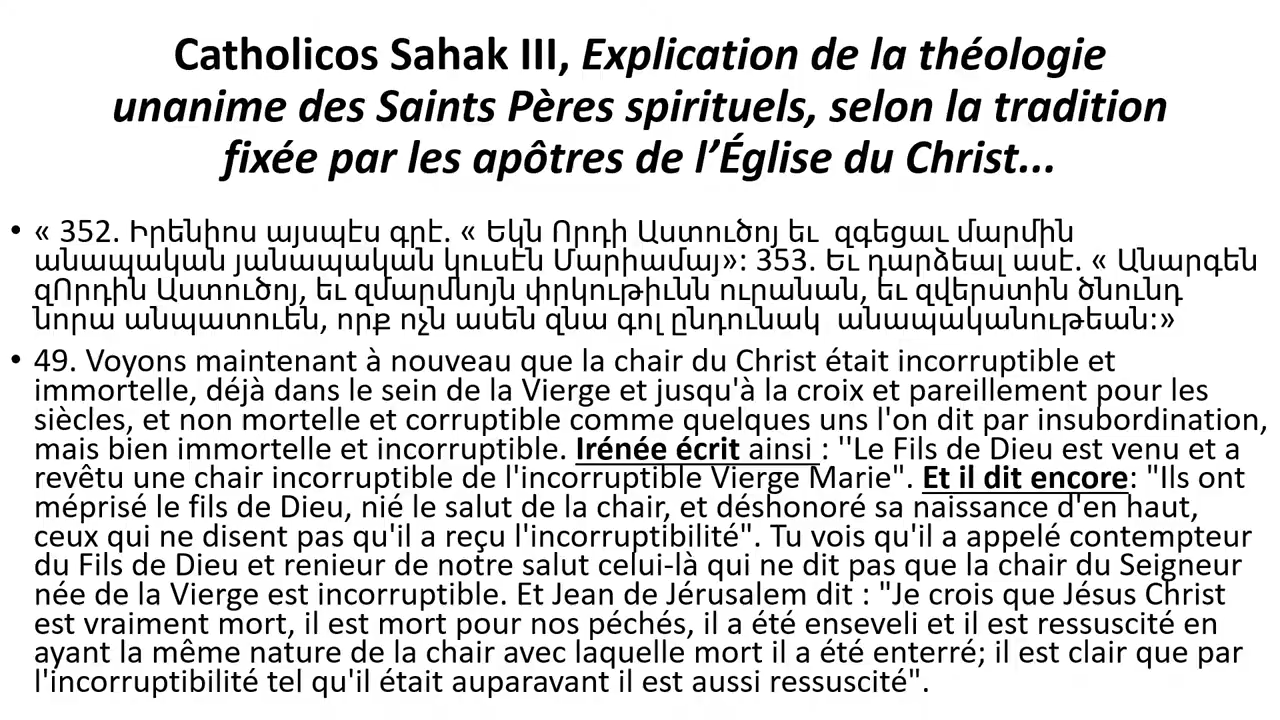 Catholicos Sahak III, Explication de la théologie
unanime des Saints Pères spirituels, selon la tradition
fixée par les apôtres de l’Église du Christ...
• « 352. Իրենիոս այսպէս գրէ. « Եկն Որդի Աստուծոյ եւ զգեցաւ մարմին
անապական յանապական կուսէն Մարիամայ»: 353. Եւ դարձեալ ասէ. « Անարգեն
զՈրդին Աստուծոյ, եւ զմարմնոյն փրկութիւնն ուրանան, եւ զվերստին ծնունդ
նորա անպատուեն, որք ոչն ասեն զնա գոլ ընդունակ անապականութեան:»
• 49. Voyons maintenant à nouveau que la chair du Christ était incorruptible et
immortelle, déjà dans le sein de la Vierge et jusqu'à la croix et pareillement pour les
siècles, et non mortelle et corruptible comme quelques uns l'on dit par insubordination,
mais bien immortelle et incorruptible. Irénée écrit ainsi : ''Le Fils de Dieu est venu et a
revêtu une chair incorruptible de l'incorruptible Vierge Marie". Et il dit encore: "Ils ont
méprisé le fils de Dieu, nié le salut de la chair, et déshonoré sa naissance d'en haut,
ceux qui ne disent pas qu'il a reçu l'incorruptibilité". Tu vois qu'il a appelé contempteur
du Fils de Dieu et renieur de notre salut celui-là qui ne dit pas que la chair du Seigneur
née de la Vierge est incorruptible. Et Jean de Jérusalem dit : "Je crois que Jésus Christ
est vraiment mort, il est mort pour nos péchés, il a été enseveli et il est ressuscité en
ayant la même nature de la chair avec laquelle mort il a été enterré; il est clair que par
l'incorruptibilité tel qu'il était auparavant il est aussi ressuscité".